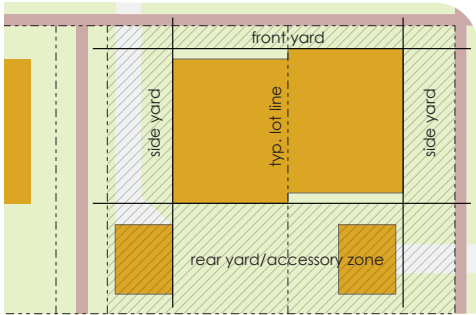 front yard
side yard
typ. lot line
side yard
rear yard/accessory zone